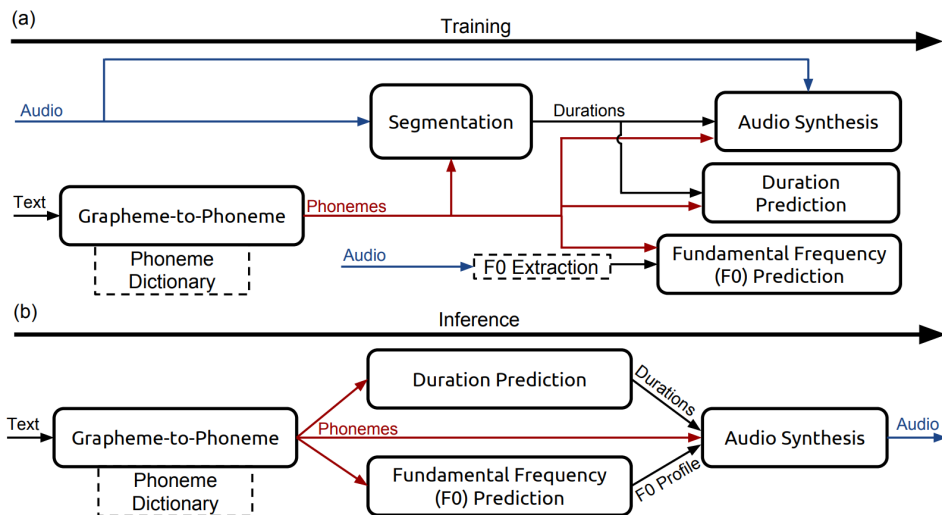 (a)
Training
Audio
Segmentation
Durations
Audio Synthesis
Text
Grapheme-to-Phoneme
Phonemes
Duration
Prediction
Phoneme
Dictionary
Audio
F0 Extraction
Fundamental Frequency
(F0) Prediction
(b)
Inference
Duration Prediction
Durations
Text
Grapheme-to-Phoneme
Phonemes
Audio Synthesis
Audio
Phoneme
Dictionary
Fundamental Frequency
(F0) Prediction
F0 Profile